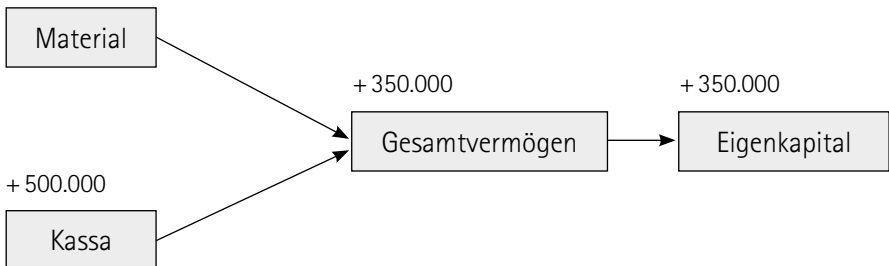 Material
+ 350.000
+ 350.000
Gesamtvermögen
Eigenkapital
+ 500.000
Kassa